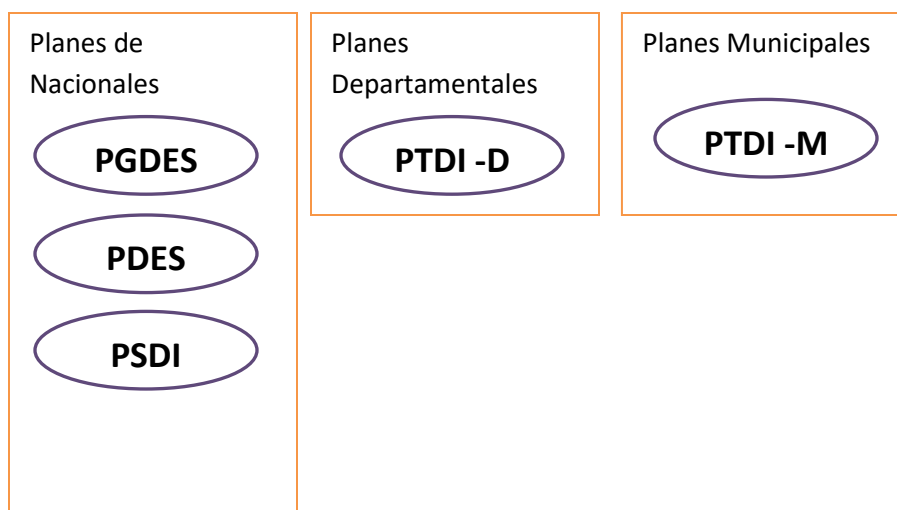 Planes de
Nacionales
PGDES
PDES
PSDI
Planes
Departamentales
PTDI -D
Planes Municipales
PTDI -M